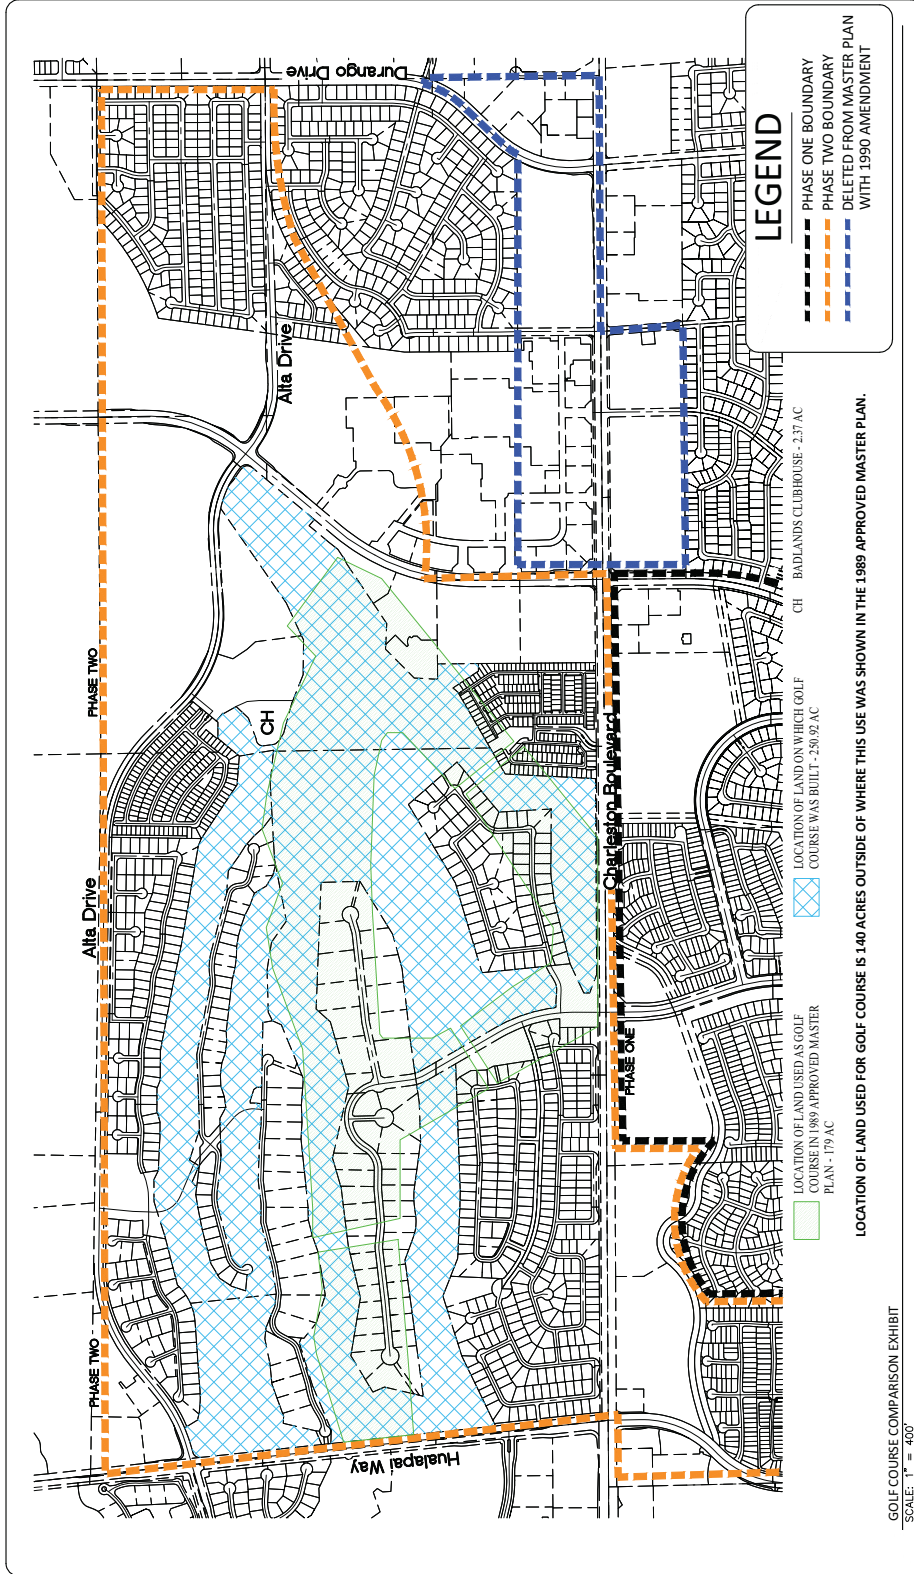 Durango Drive
Alta Drive
PHASE TWO
CH
Alta Drive
Charleston Boulevard
PHASE ONE
PHASE TWO
Hualapai Way
LEGEND
PHASE ONE BOUNDARY
PHASE TWO BOUNDARY
DELETED FROM MASTER PLAN
WITH 1990 AMENDMENT
LOCATION OF LAND USED AS GOLF
COURSE IN 1989 APPROVED MASTER
PLAN - 179 AC
LOCATION OF LAND ON WHICH GOLF
COURSE WAS BUILT - 250.92 AC
CH BADLANDS CLUBHOUSE - 2.37 AC
LOCATION OF LAND USED FOR GOLF COURSE IS 140 ACRES OUTSIDE OF WHERE THIS USE WAS SHOWN IN THE 1989 APPROVED MASTER PLAN.
GOLF COURSE COMPARISON EXHIBIT
SCALE: 1" = 400'